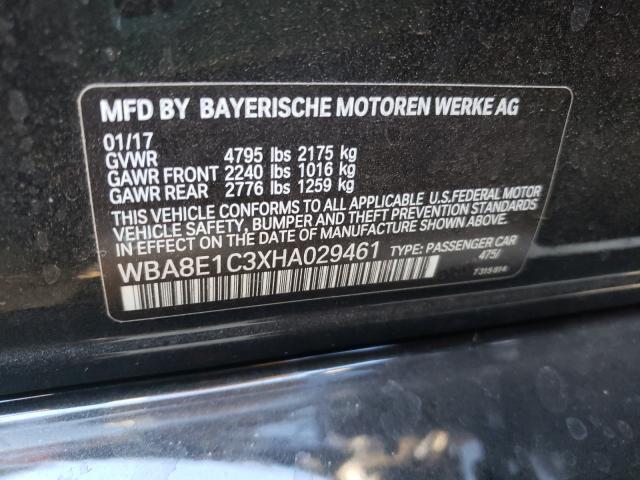 MFD BY BAYERISCHE MOTOREN WERKE AG
01/17
GVWR 4795 lbs 2175 kg
GAWR FRONT 2240 lbs 1016 kg
GAWR REAR 2776 lbs 1259 kg
THIS VEHICLE CONFORMS TO ALL APPLICABLE U.S.FEDERAL MOTOR
VEHICLE SAFETY, BUMPER AND THEFT PREVENTION STANDARDS
IN EFFECT ON THE DATE OF MANUFACTURE SHOWN ABOVE.
WBA8E1C3XHA029461 TYPE: PASSENGER CAR
475/
7315 814